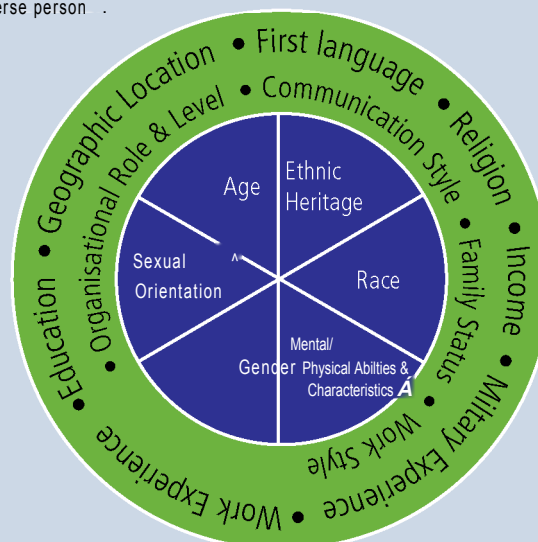 erse person .
• First language • Religion • Income • Military Experience • Work Experience • Education • Geographic Location
• Communication Style • Family Status • Work Style • Organisational Role & Level
Age
Ethnic
Heritage
Sexual
Orientation
^
Race
Mental/
Gender Physical Abilties &
Characteristics Á